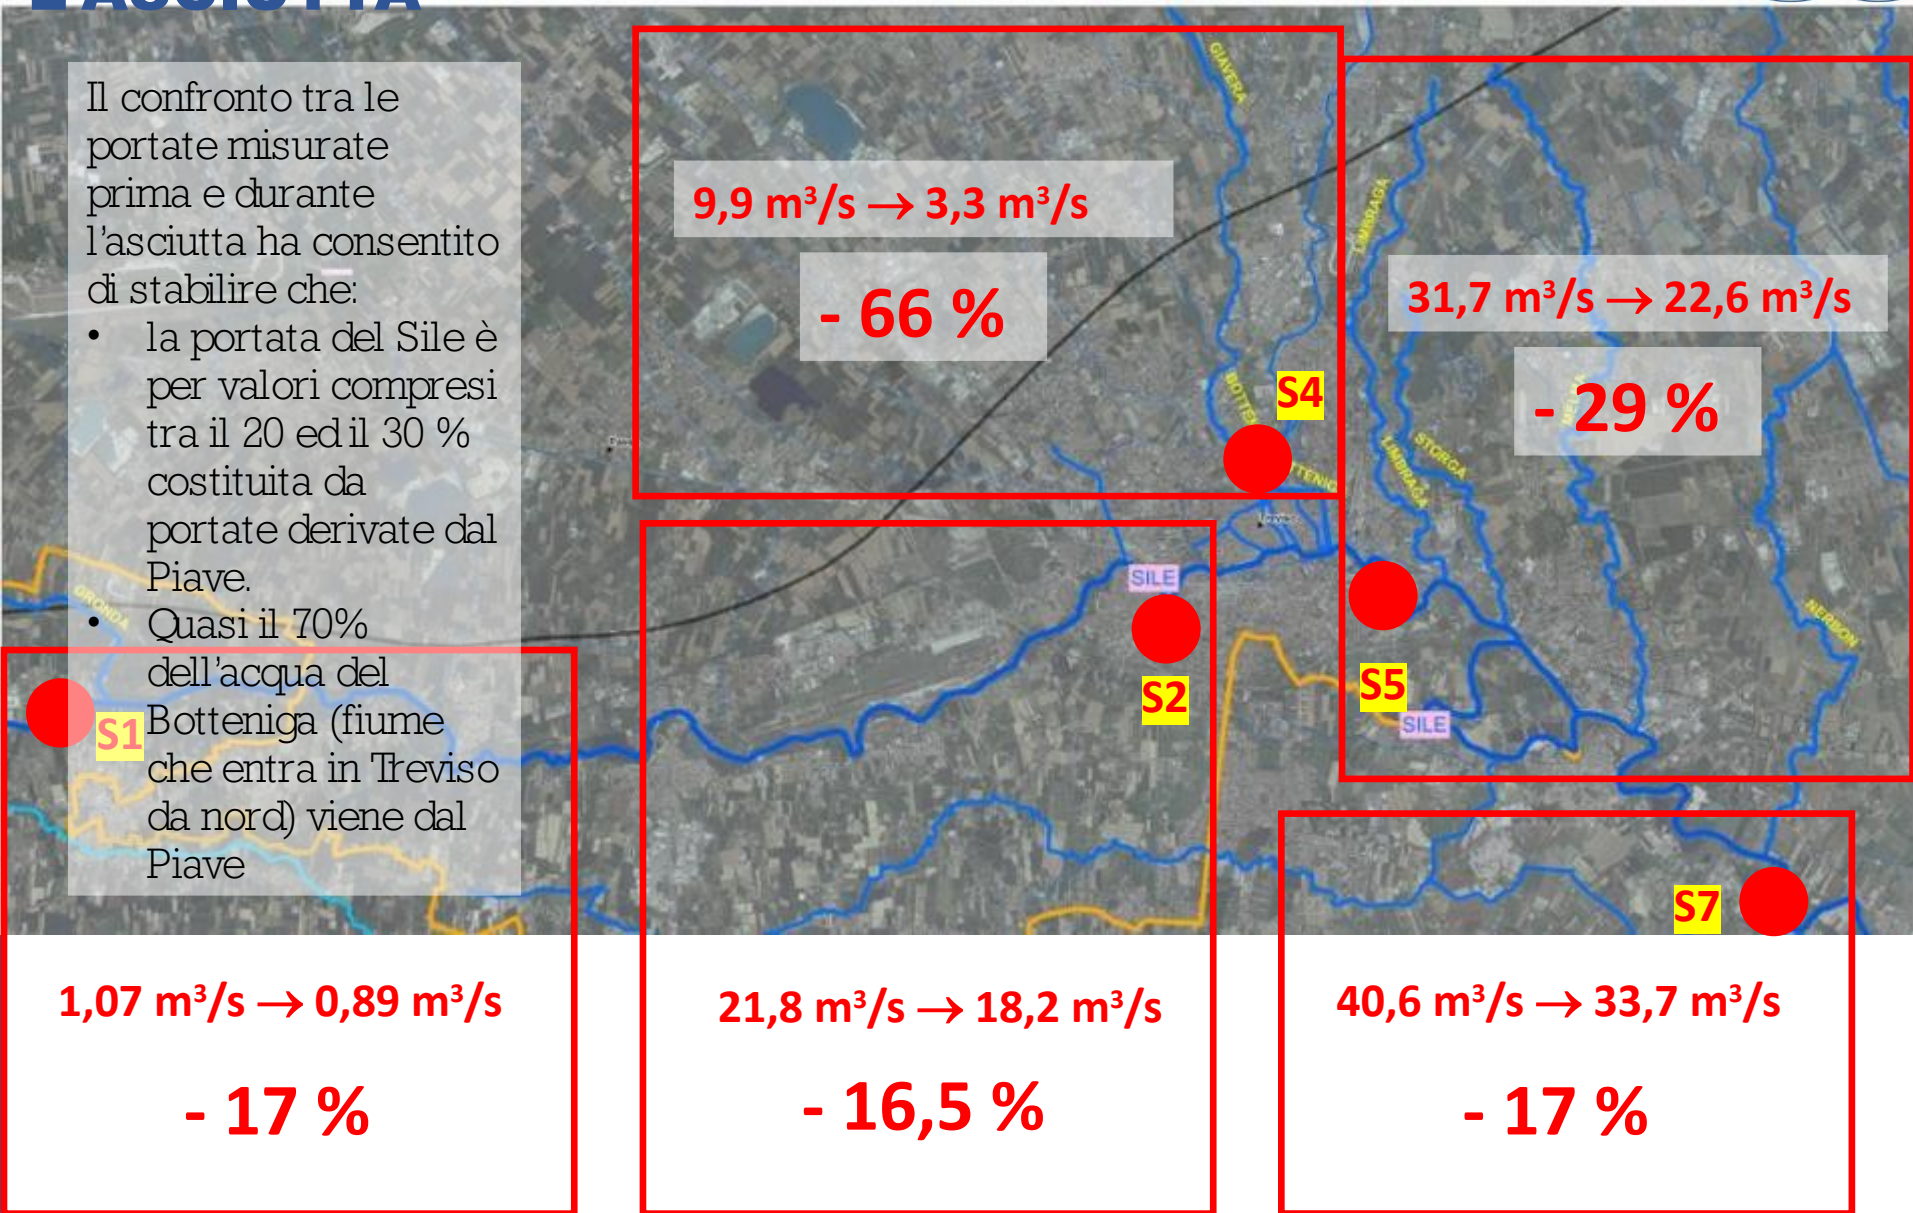 Il confronto tra le
portate misurate
prima e durante
l'asciutta ha consentito
di stabilire che:
• la portata del Sile è
per valori compresi
tra il 20 ed il 30 %
costituita da
portate derivate dal
Piave.
• Quasi il 70%
dell'acqua del
Botteniga (fiume
che entra in Treviso
da nord) viene dal
Piave
9,9 m³/s → 3,3 m³/s
- 66 %
S4
31,7 m³/s → 22,6 m³/s
- 29 %
GIAVERA
LIMBRAGA
LIMBRAGA
STORGA
NERBON
GRONDA
Treviso
SILE
S2
S5
SILE
S1
S7
1,07 m³/s → 0,89 m³/s
- 17 %
21,8 m³/s → 18,2 m³/s
- 16,5 %
40,6 m³/s → 33,7 m³/s
- 17 %